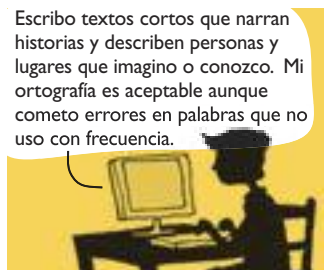 Escribo textos cortos que narran
historias y describen personas y
lugares que imagino o conozco.  Mi
ortografía es aceptable aunque
cometo errores en palabras que no
uso con frecuencia.